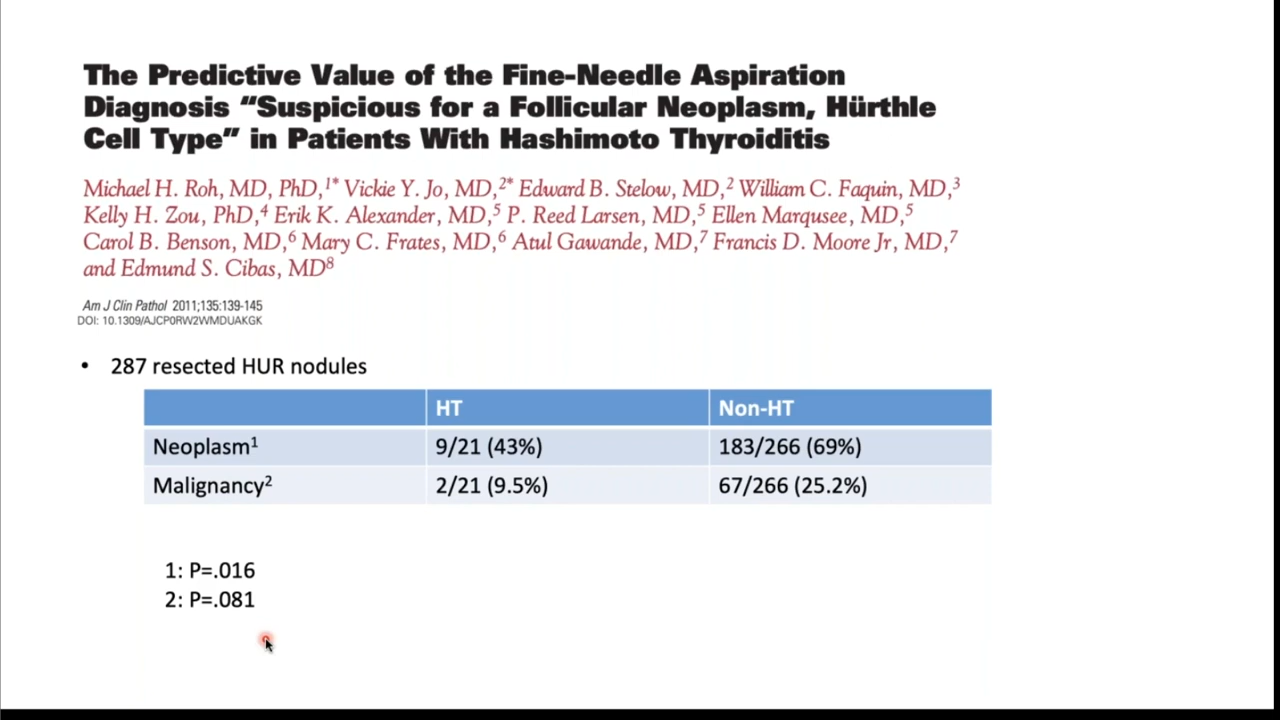 The Predictive Value of the Fine-Needle Aspiration
Diagnosis “Suspicious for a Follicular Neoplasm, Hürthle
Cell Type” in Patients With Hashimoto Thyroiditis
Michael H. Roh, MD, PhD,¹* Vickie Y. Jo, MD,²* Edward B. Stelow, MD,² William C. Faquin, MD,³
Kelly H. Zou, PhD,⁴ Erik K. Alexander, MD,⁵ P. Reed Larsen, MD,⁵ Ellen Marqusee, MD,⁵
Carol B. Benson, MD,⁶ Mary C. Frates, MD,⁶ Atul Gawande, MD,⁷ Francis D. Moore Jr, MD,⁷
and Edmund S. Cibas, MD⁸
Am J Clin Pathol 2011;135:139-145
DOI: 10.1309/AJCP0RW2WMDUAKGK
• 287 resected HUR nodules
HT Non-HT
Neoplasm¹ 9/21 (43%) 183/266 (69%)
Malignancy² 2/21 (9.5%) 67/266 (25.2%)
1: P=.016
2: P=.081